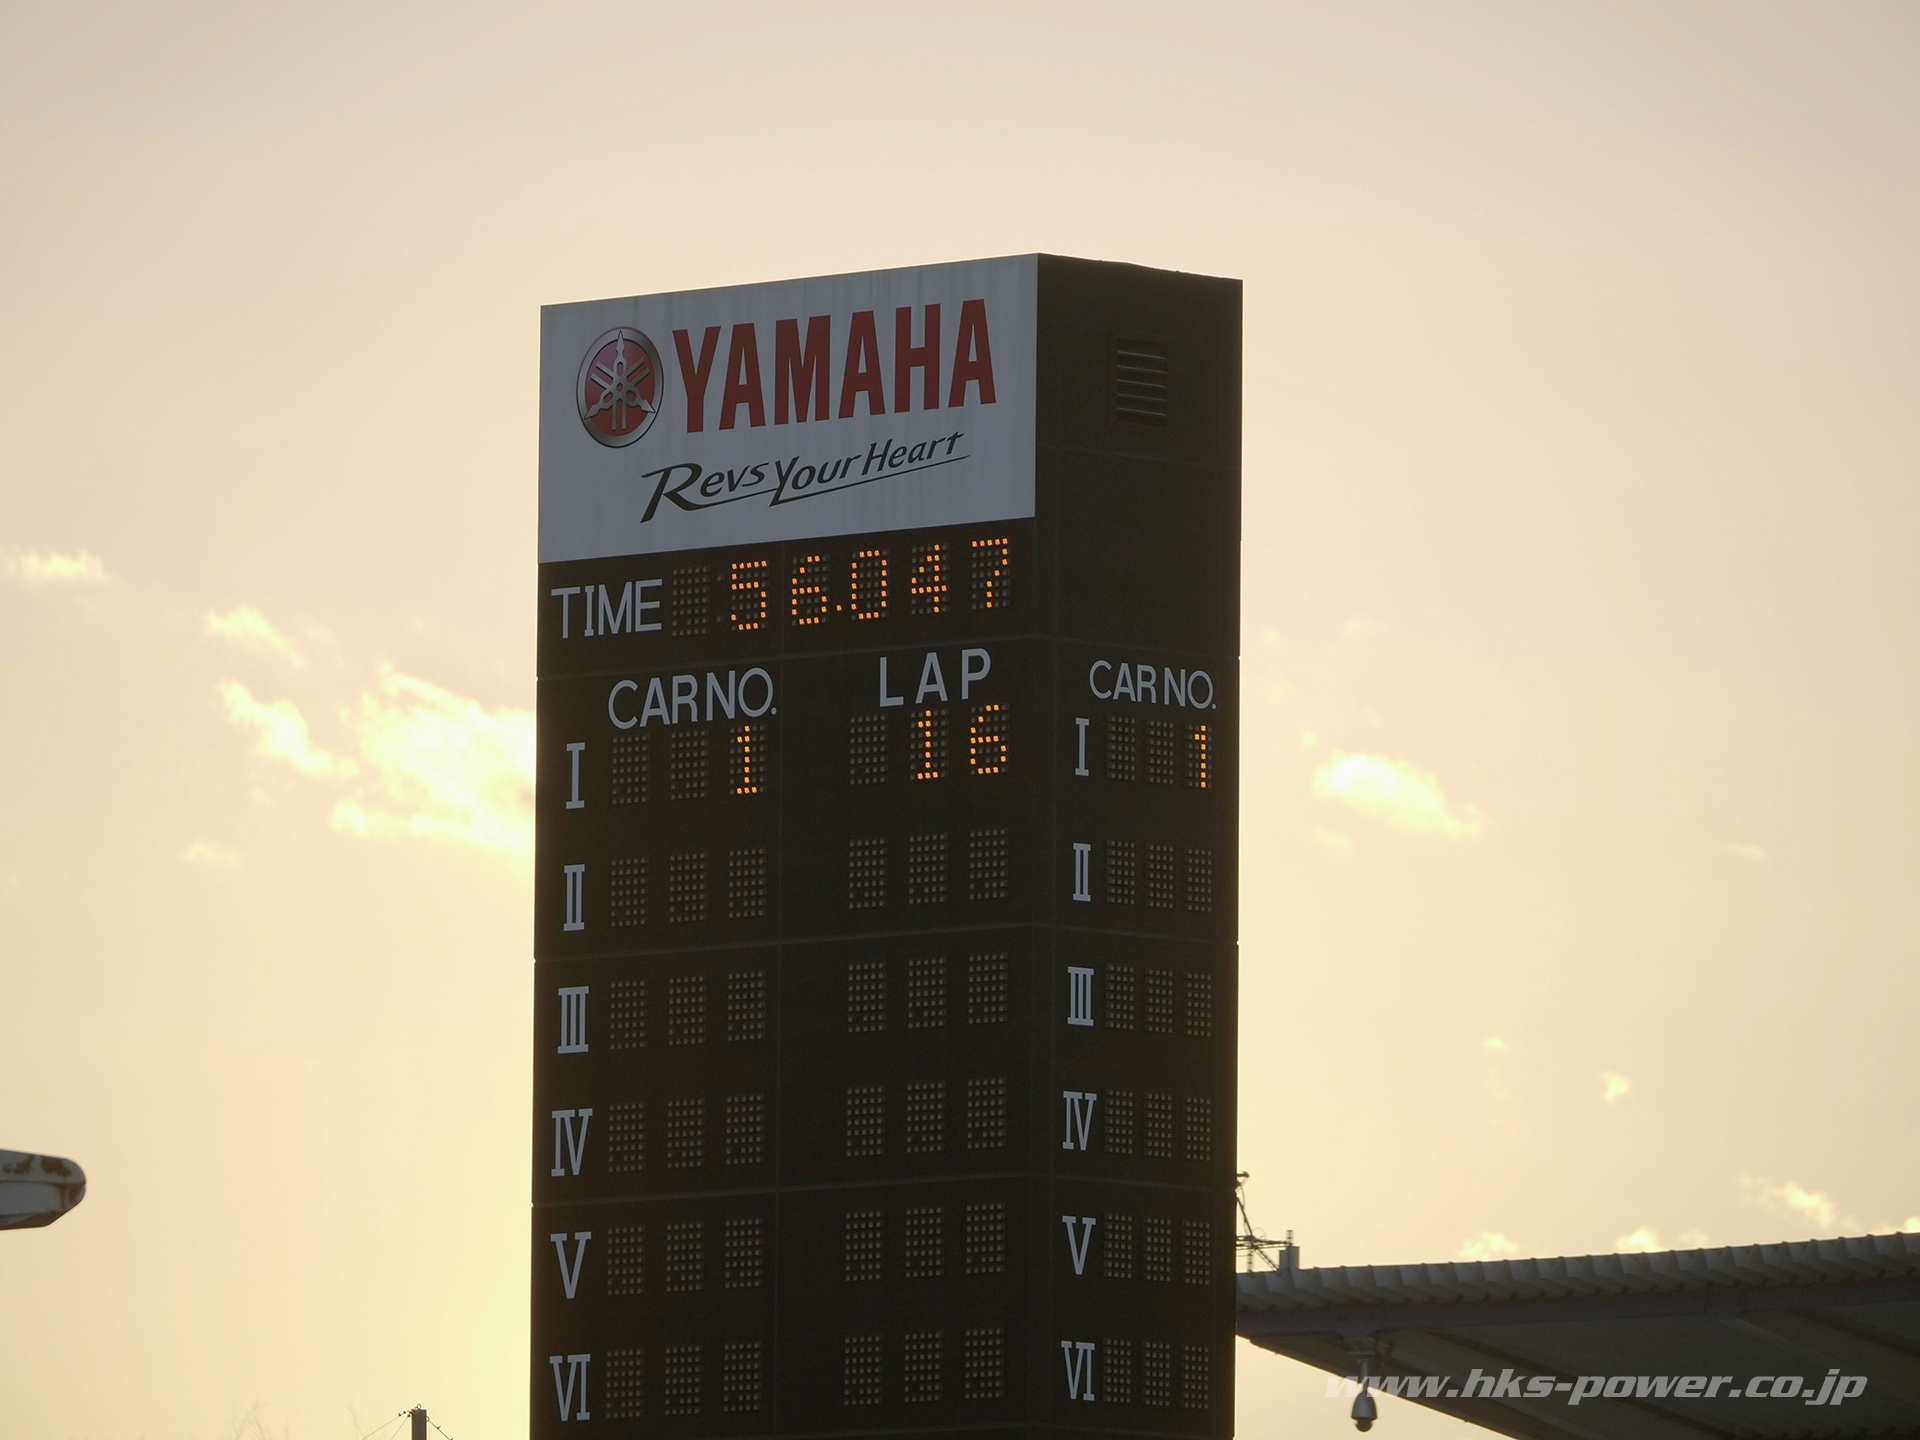 YAMAHA
Revs Your Heart
TIME 56.047
CAR NO. LAP CAR NO.
I 1 16 I 1
II II
III III
IV IV
V V
VI VI
www.hks-power.co.jp